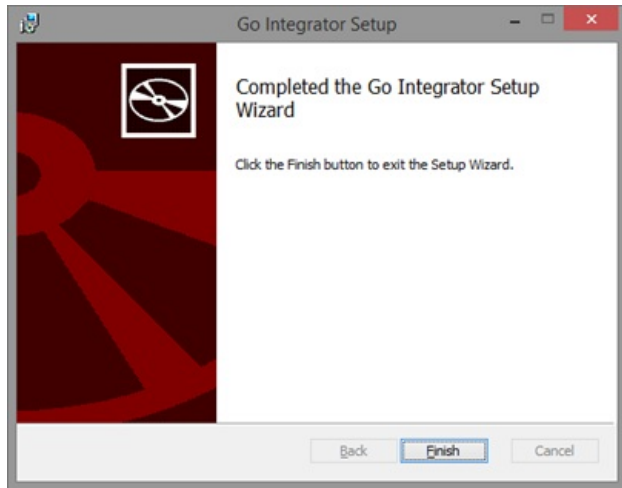 Go Integrator Setup
Completed the Go Integrator Setup
Wizard
Click the Finish button to exit the Setup Wizard.
Back Finish Cancel